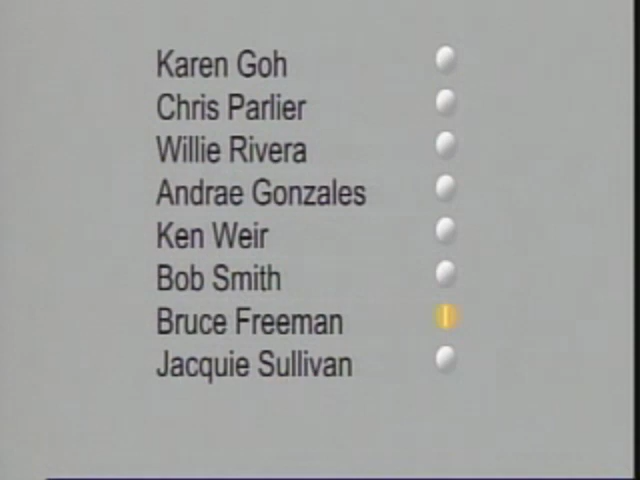 Karen Goh
Chris Parlier
Willie Rivera
Andrae Gonzales
Ken Weir
Bob Smith
Bruce Freeman
Jacquie Sullivan